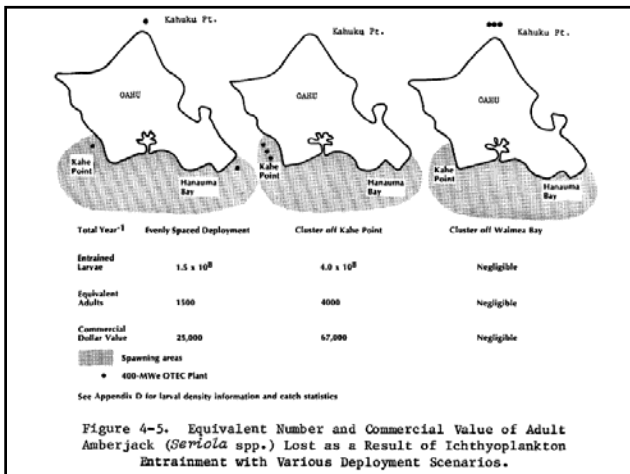 Kahuku Pt. Kahuku Pt. Kahuku Pt.
OAHU OAHU OAHU
Kahe Point Kahe Point Kahe Point
Hanauma Bay Hanauma Bay Hanauma Bay
Total Year-1 Evenly Spaced Deployment Cluster off Kahe Point Cluster off Waimea Bay
Entrained Larvae 1.5 x 10⁸ 4.0 x 10⁸ Negligible
Equivalent Adults 1500 4000 Negligible
Commercial Dollar Value 25,000 67,000 Negligible
Spawning areas
400-MWe OTEC Plant
See Appendix D for larval density information and catch statistics
Figure 4-5. Equivalent Number and Commercial Value of Adult
Amberjack (Seriola spp.) Lost as a Result of Ichthyoplankton
Entrainment with Various Deployment Scenarios.